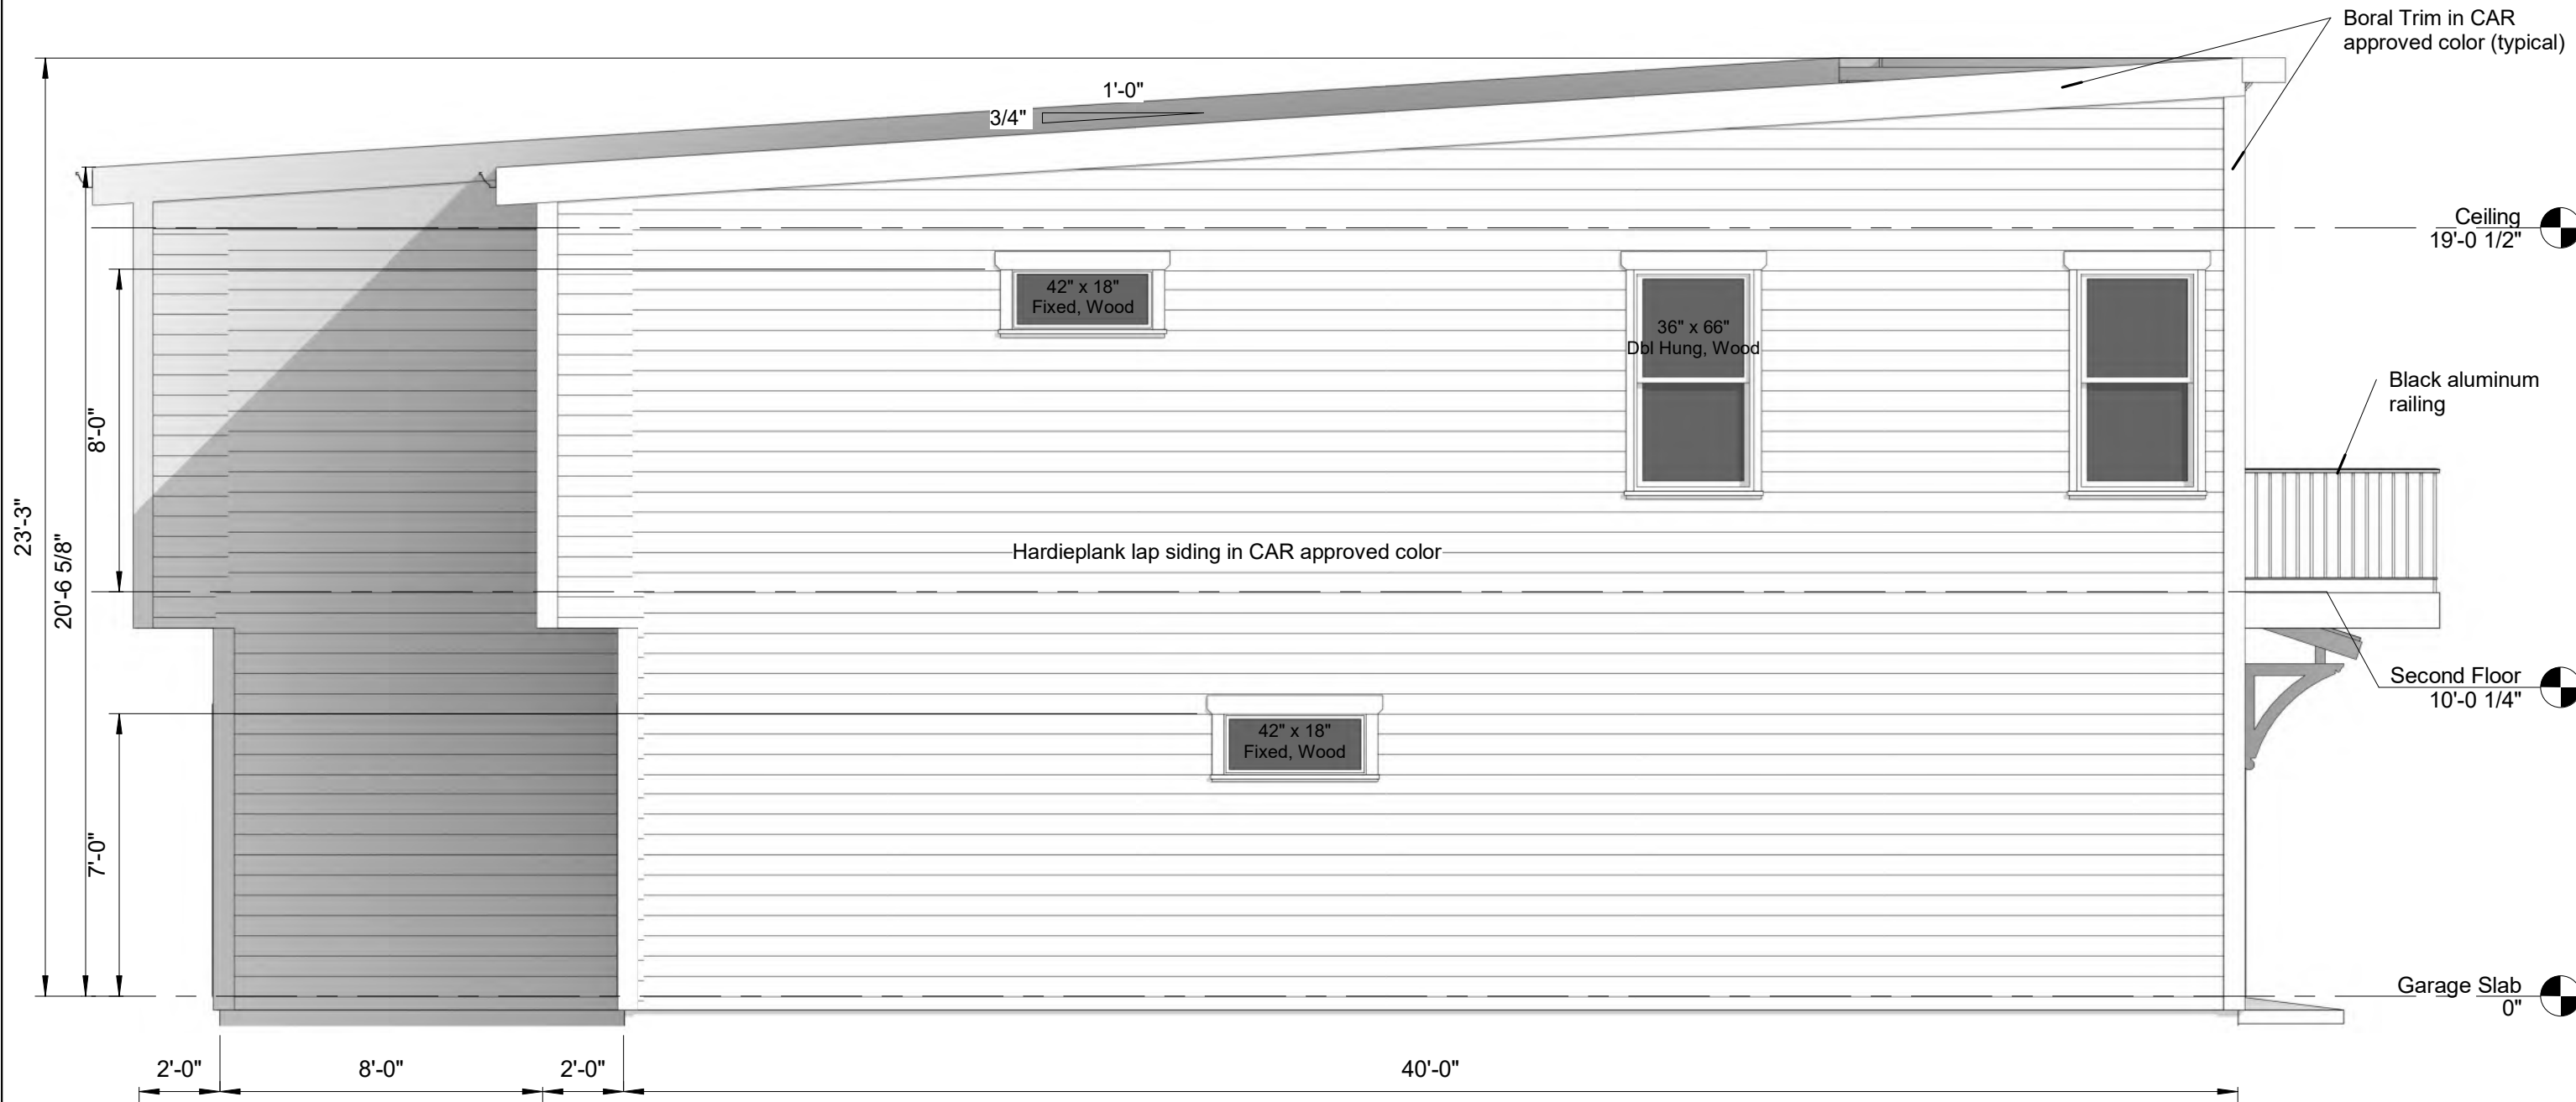 Boral Trim in CAR
approved color (typical)
1'-0"
3/4"
Ceiling
19'-0 1/2"
42" x 18"
Fixed, Wood
36" x 66"
Dbl Hung, Wood
Black aluminum
railing
8'-0"
23'-3"
20'-6 5/8"
Hardieplank lap siding in CAR approved color
Second Floor
10'-0 1/4"
42" x 18"
Fixed, Wood
7'-0"
Garage Slab
0"
2'-0"
8'-0"
2'-0"
40'-0"